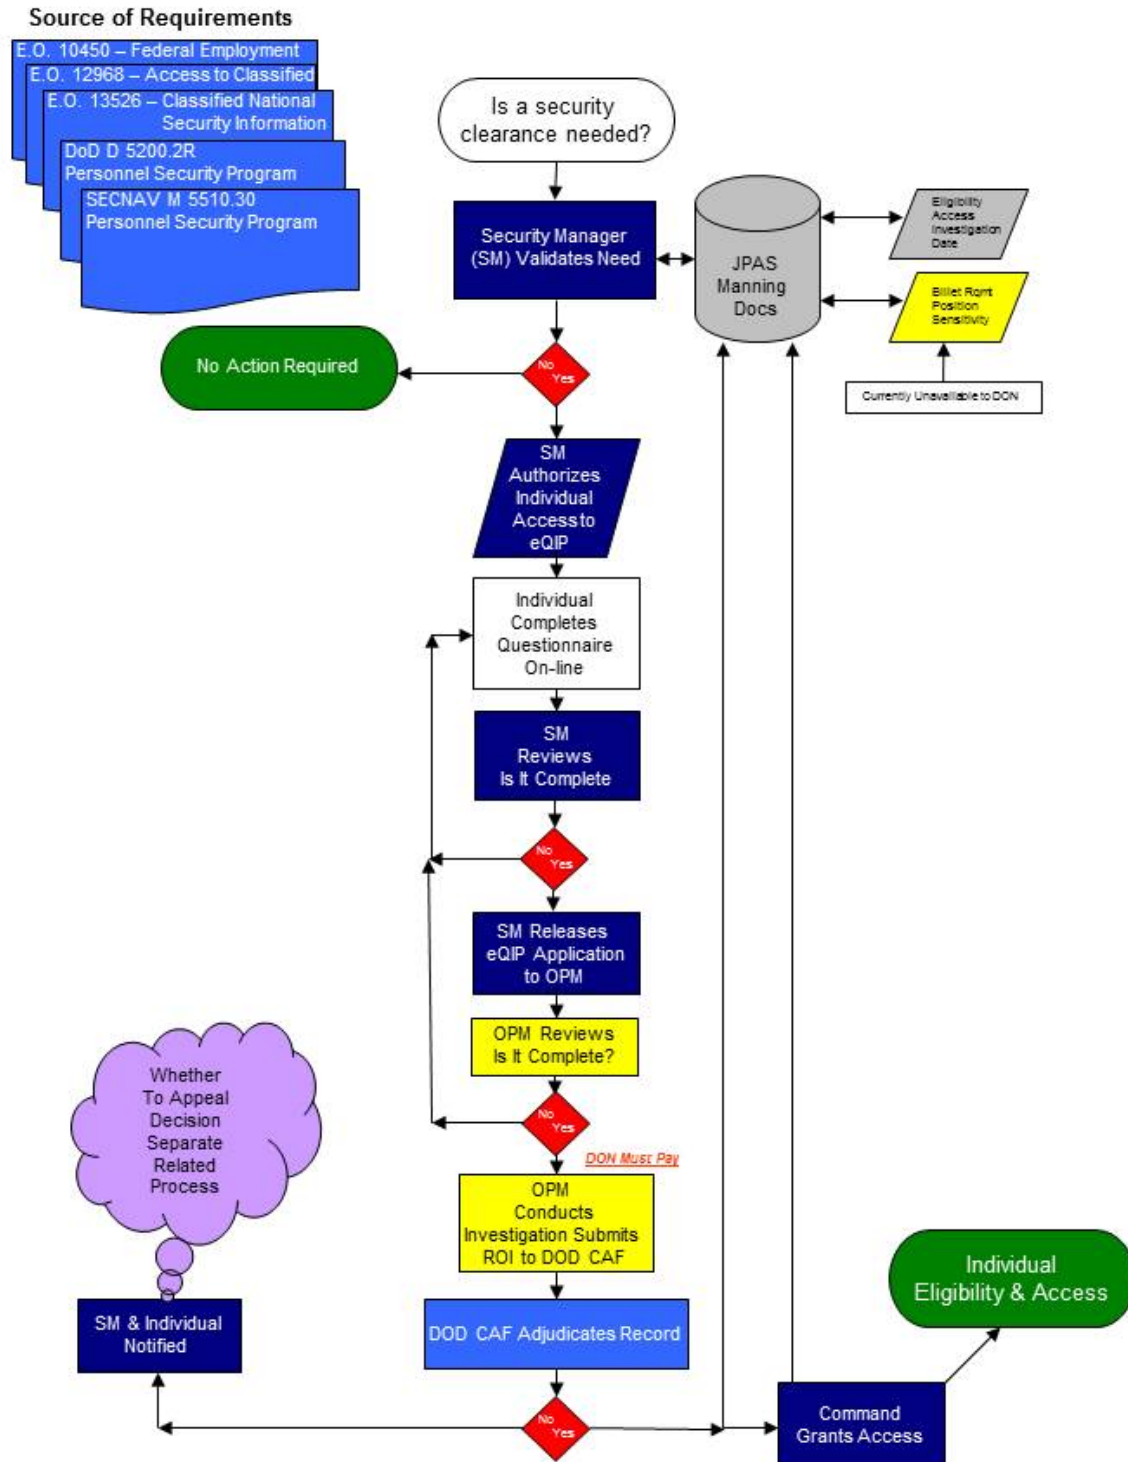 Source of Requirements
E.O. 10450 – Federal Employment
E.O. 12968 – Access to Classified
E.O. 13526 – Classified National
Security Information
DoD D 5200.2R
Personnel Security Program
SECNAV M 5510.30
Personnel Security Program
Is a security
clearance needed?
Security Manager
(SM) Validates Need
JPAS
Manning
Docs
Eligibility
Access
Investigation
Date
Billet Rqmt
Position
Sensitivity
Currently Unavailable to DON
No Action Required
No
Yes
SM
Authorizes
Individual
Access to
eQIP
Individual
Completes
Questionnaire
On-line
SM
Reviews
Is It Complete
No
Yes
SM Releases
eQIP Application
to OPM
OPM Reviews
Is It Complete?
No
Yes
DON Must Pay
OPM
Conducts
Investigation Submits
ROI to DOD CAF
Whether
To Appeal
Decision
Separate
Related
Process
SM & Individual
Notified
DOD CAF Adjudicates Record
No
Yes
Command
Grants Access
Individual
Eligibility & Access